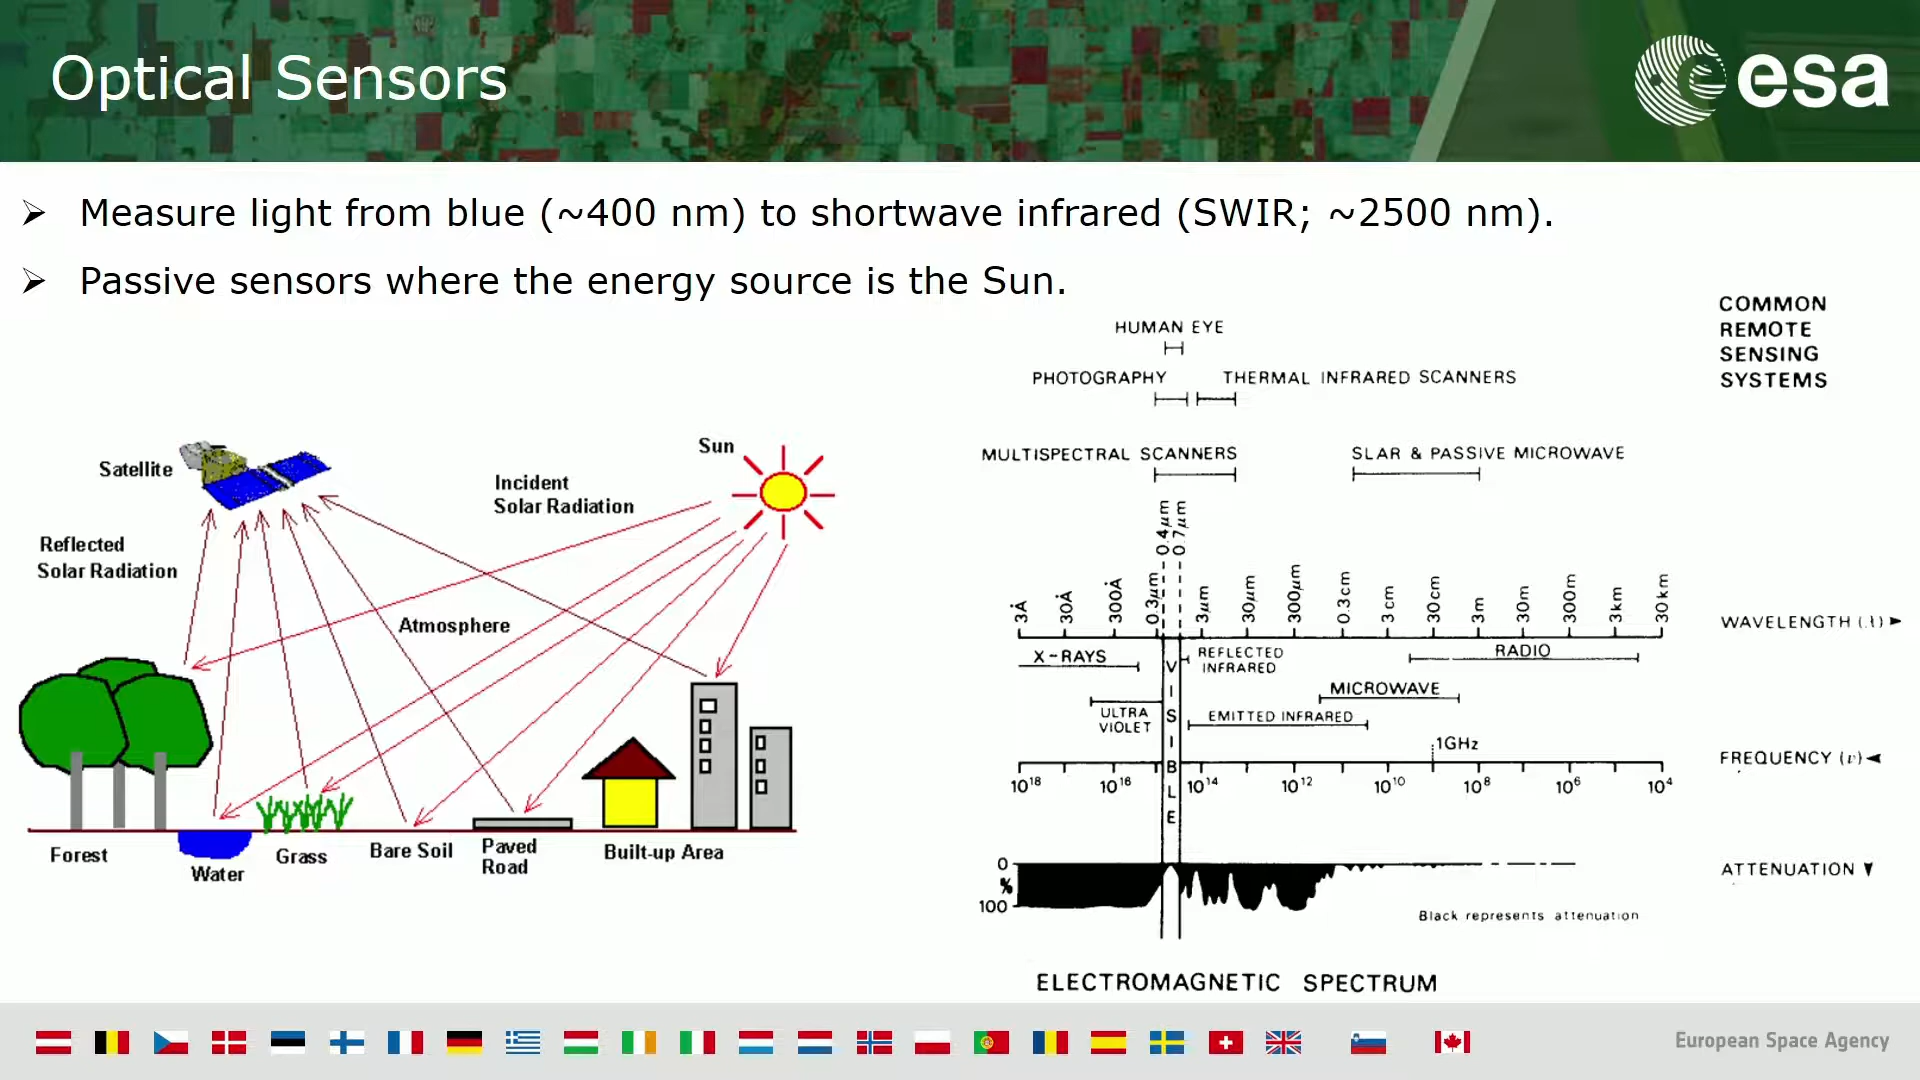 Optical Sensors
esa
Measure light from blue (~400 nm) to shortwave infrared (SWIR; ~2500 nm).
Passive sensors where the energy source is the Sun.
Satellite
Sun
Incident
Solar Radiation
Reflected
Solar Radiation
Atmosphere
Forest
Water
Grass
Bare Soil
Paved
Road
Built-up Area
COMMON
REMOTE
SENSING
SYSTEMS
HUMAN EYE
PHOTOGRAPHY
THERMAL INFRARED SCANNERS
MULTISPECTRAL SCANNERS
SLAR & PASSIVE MICROWAVE
0.4µm
0.7µm
3Å
30Å
300Å
0.3µm
3µm
30µm
300µm
0.3cm
3 cm
30cm
3m
30m
300m
3km
30 km
WAVELENGTH (λ) ►
X-RAYS
VISIBLE
REFLECTED
INFRARED
RADIO
MICROWAVE
ULTRA
VIOLET
EMITTED INFRARED
1GHz
FREQUENCY (ν) ◄
10¹⁸
10¹⁶
10¹⁴
10¹²
10¹⁰
10⁸
10⁶
10⁴
0
%
100
ATTENUATION ▼
Black represents attenuation
ELECTROMAGNETIC SPECTRUM
European Space Agency